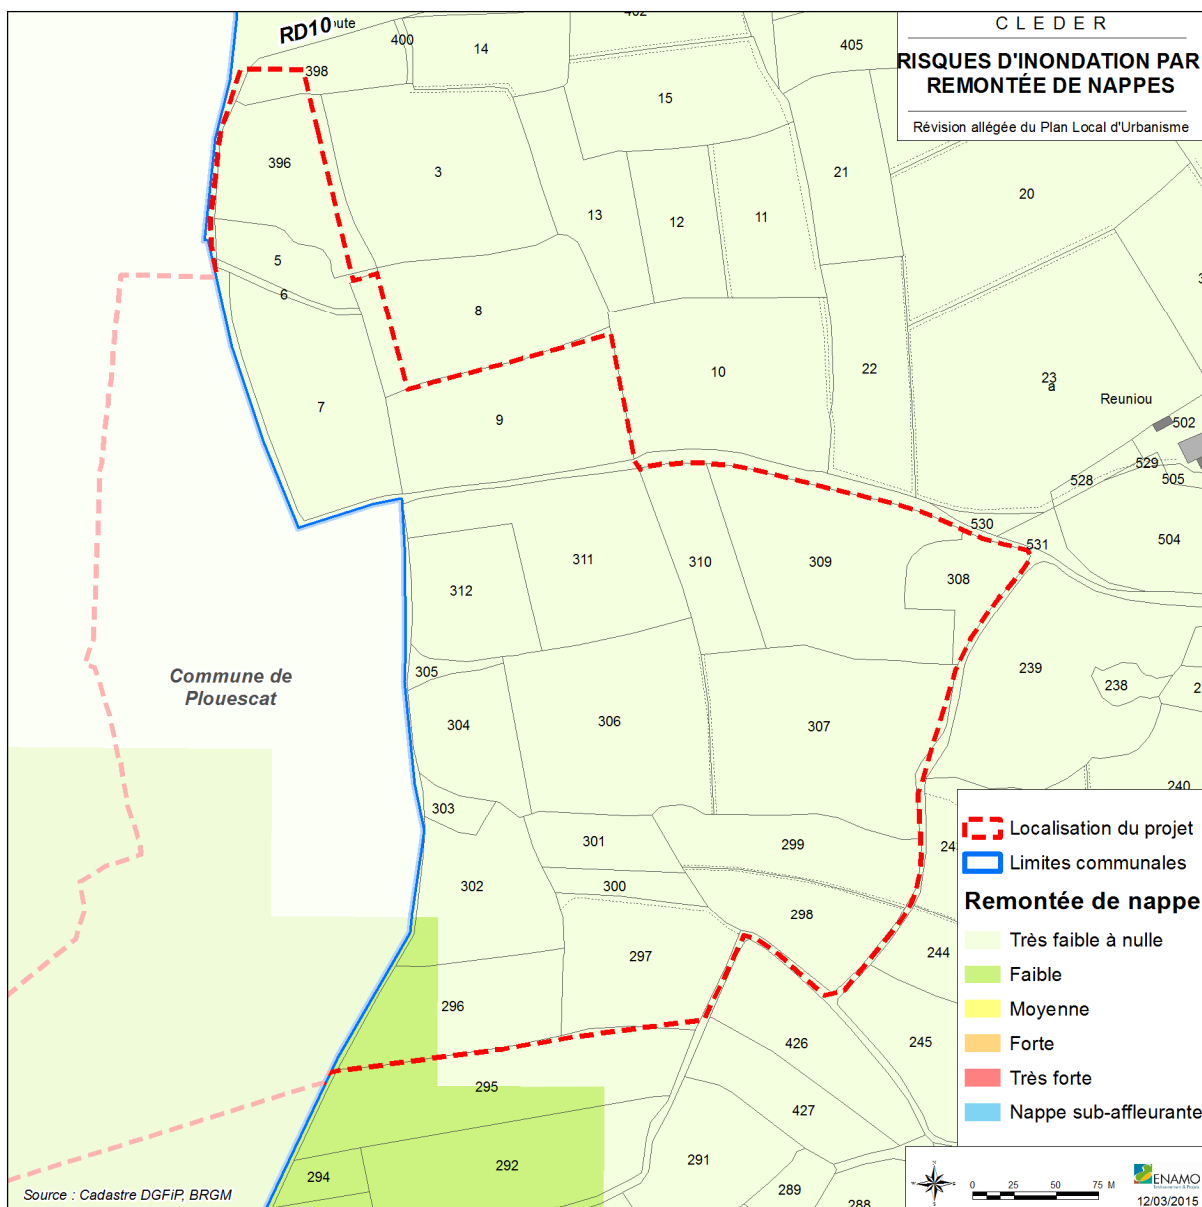 CLEDER
RISQUES D'INONDATION PAR
REMONTÉE DE NAPPES
Révision allégée du Plan Local d'Urbanisme
RD10
400
14
405
398
15
396
3
21
20
13
12
11
5
6
8
10
22
23
a
Reuniou
502
7
9
529
528
505
530
504
531
311
310
309
308
312
305
239
238
Commune de
Plouescat
304
306
307
240
303
301
299
302
300
298
297
244
296
426
245
295
427
294
292
291
289
288
Localisation du projet
Limites communales
Remontée de nappe
Très faible à nulle
Faible
Moyenne
Forte
Très forte
Nappe sub-affleurante
Source : Cadastre DGFiP, BRGM
0 25 50 75 M
ENAMO
12/03/2015